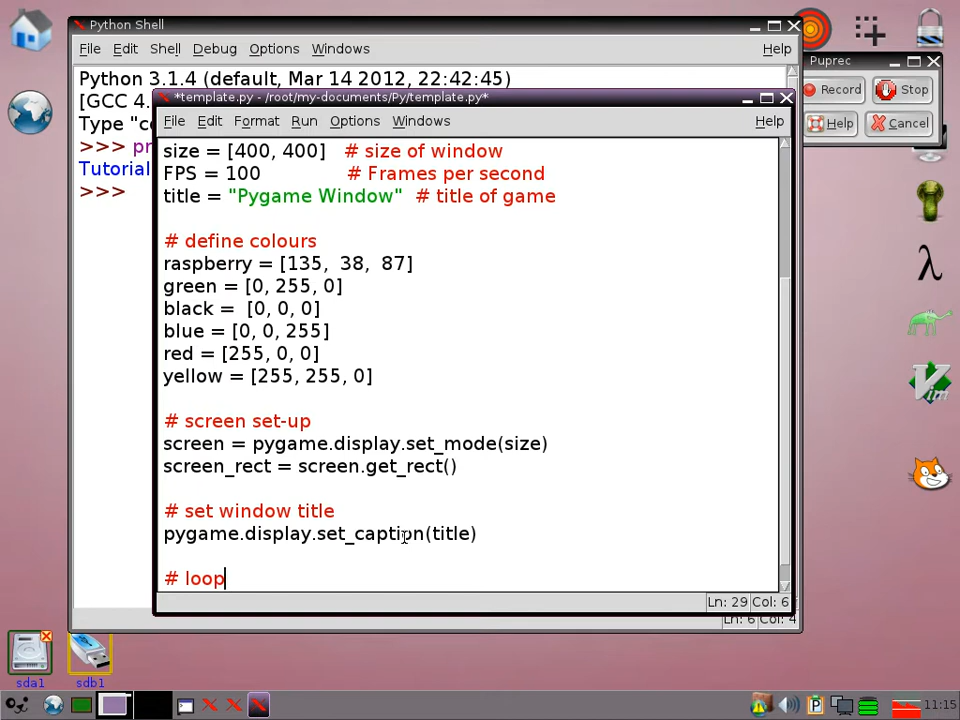 Python Shell
File Edit Shell Debug Options Windows Help
Python 3.1.4 (default, Mar 14 2012, 22:42:45)
[GCC 4.
Type "co
>>> pr
Tutorial
>>>
*template.py - /root/my-documents/Py/template.py*
File Edit Format Run Options Windows Help
size = [400, 400] # size of window
FPS = 100 # Frames per second
title = "Pygame Window" # title of game
# define colours
raspberry = [135, 38, 87]
green = [0, 255, 0]
black = [0, 0, 0]
blue = [0, 0, 255]
red = [255, 0, 0]
yellow = [255, 255, 0]
# screen set-up
screen = pygame.display.set_mode(size)
screen_rect = screen.get_rect()
# set window title
pygame.display.set_caption(title)
# loop
Ln: 29 Col: 6
Ln: 6 Col: 4
Puprec
Record Stop
Help Cancel
λ
Vim
sda1 sdb1
11:15